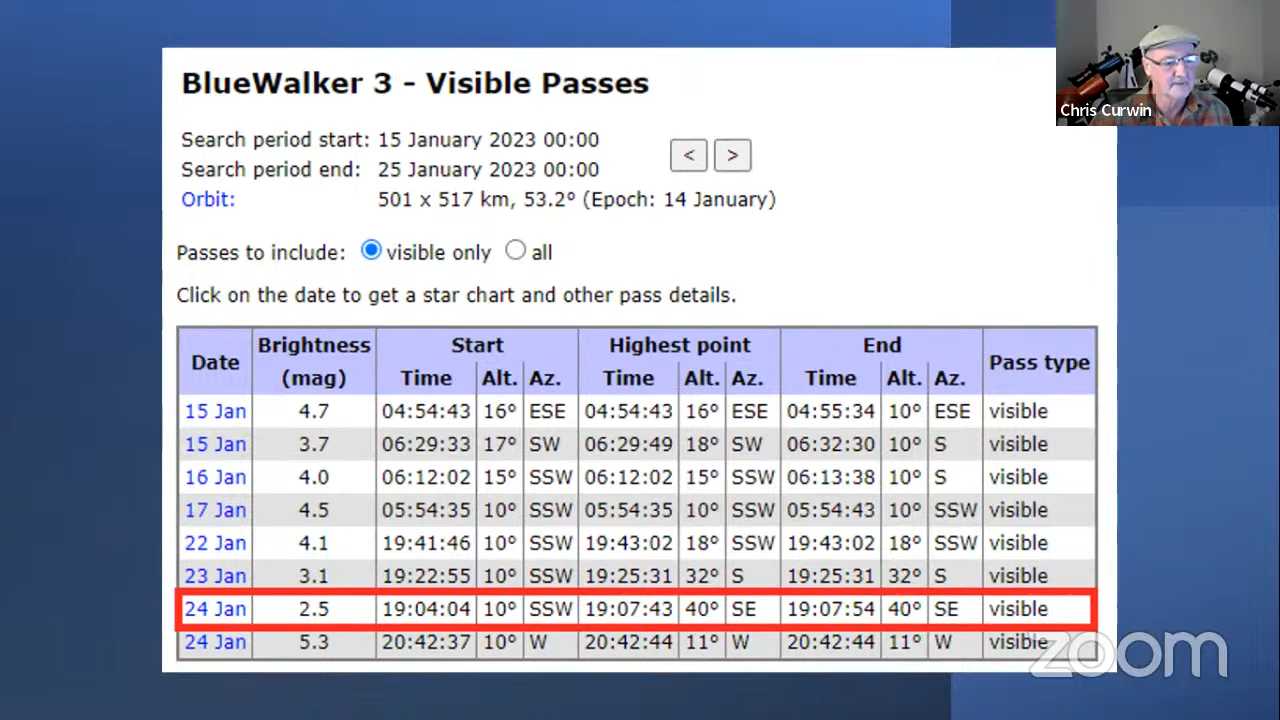 BlueWalker 3 - Visible Passes
Chris Curwin
Search period start: 15 January 2023 00:00
Search period end: 25 January 2023 00:00
< >
Orbit: 501 x 517 km, 53.2° (Epoch: 14 January)
Passes to include: visible only all
Click on the date to get a star chart and other pass details.
Date Brightness (mag) Start Highest point End Pass type
Time Alt. Az. Time Alt. Az. Time Alt. Az.
15 Jan 4.7 04:54:43 16° ESE 04:54:43 16° ESE 04:55:34 10° ESE visible
15 Jan 3.7 06:29:33 17° SW 06:29:49 18° SW 06:32:30 10° S visible
16 Jan 4.0 06:12:02 15° SSW 06:12:02 15° SSW 06:13:38 10° S visible
17 Jan 4.5 05:54:35 10° SSW 05:54:35 10° SSW 05:54:43 10° SSW visible
22 Jan 4.1 19:41:46 10° SSW 19:43:02 18° SSW 19:43:02 18° SSW visible
23 Jan 3.1 19:22:55 10° SSW 19:25:31 32° S 19:25:31 32° S visible
24 Jan 2.5 19:04:04 10° SSW 19:07:43 40° SE 19:07:54 40° SE visible
24 Jan 5.3 20:42:37 10° W 20:42:44 11° W 20:42:44 11° W visible
zoom